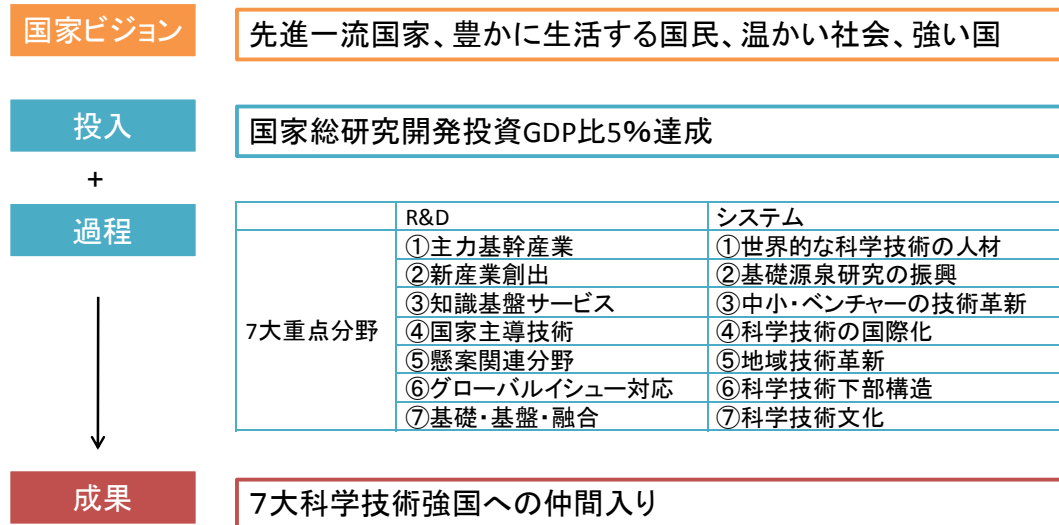 国家ビジョン
先進一流国家、豊かに生活する国民、温かい社会、強い国
投入
国家総研究開発投資GDP比5%達成
+
過程
R&D システム
7大重点分野
①主力基幹産業 ①世界的な科学技術の人材
②新産業創出 ②基礎源泉研究の振興
③知識基盤サービス ③中小・ベンチャーの技術革新
④国家主導技術 ④科学技術の国際化
⑤懸案関連分野 ⑤地域技術革新
⑥グローバルイシュー対応 ⑥科学技術下部構造
⑦基礎・基盤・融合 ⑦科学技術文化
成果
7大科学技術強国への仲間入り